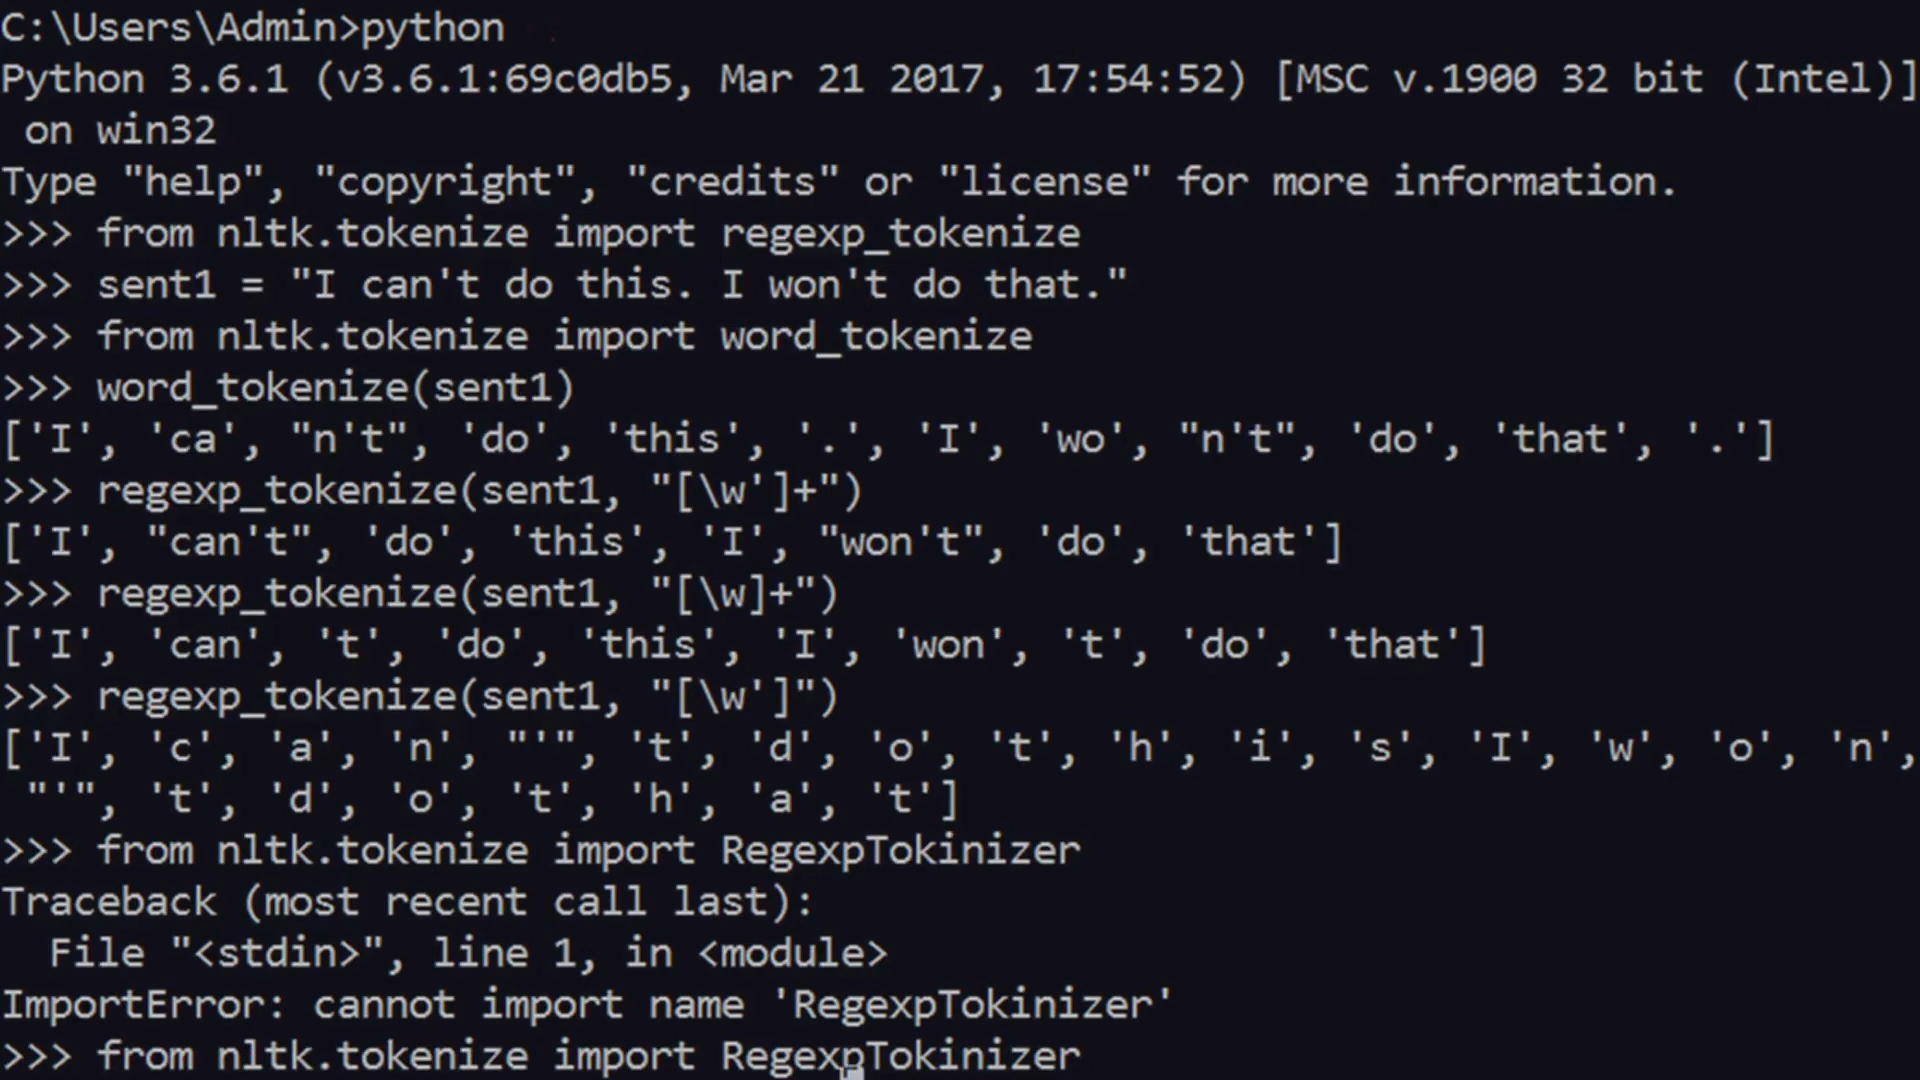 C:\Users\Admin>python
Python 3.6.1 (v3.6.1:69c0db5, Mar 21 2017, 17:54:52) [MSC v.1900 32 bit (Intel)]
 on win32
Type "help", "copyright", "credits" or "license" for more information.
>>> from nltk.tokenize import regexp_tokenize
>>> sent1 = "I can't do this. I won't do that."
>>> from nltk.tokenize import word_tokenize
>>> word_tokenize(sent1)
['I', 'ca', "n't", 'do', 'this', '.', 'I', 'wo', "n't", 'do', 'that', '.']
>>> regexp_tokenize(sent1, "[\w']+")
['I', "can't", 'do', 'this', 'I', "won't", 'do', 'that']
>>> regexp_tokenize(sent1, "[\w]+")
['I', 'can', 't', 'do', 'this', 'I', 'won', 't', 'do', 'that']
>>> regexp_tokenize(sent1, "[\w']")
['I', 'c', 'a', 'n', "'", 't', 'd', 'o', 't', 'h', 'i', 's', 'I', 'w', 'o', 'n',
 "'", 't', 'd', 'o', 't', 'h', 'a', 't']
>>> from nltk.tokenize import RegexpTokinizer
Traceback (most recent call last):
  File "<stdin>", line 1, in <module>
ImportError: cannot import name 'RegexpTokinizer'
>>> from nltk.tokenize import RegexpTokinizer